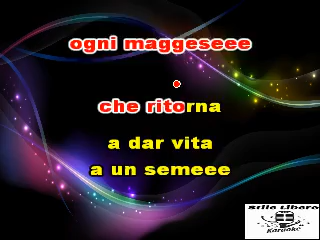 ogni maggeseee
che ritorna
a dar vita
a un semeee
Stile Libero
Karaoke